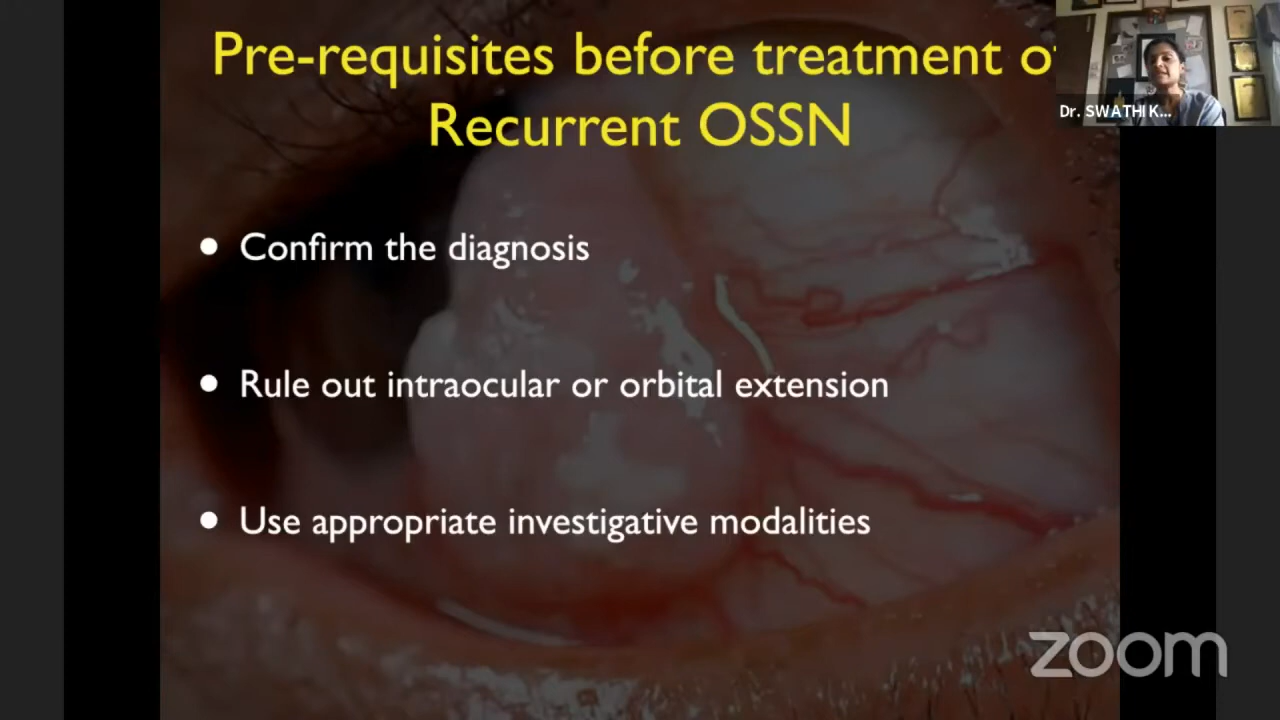 Pre-requisites before treatment of
Recurrent OSSN
Dr. SWATHI K...
• Confirm the diagnosis
• Rule out intraocular or orbital extension
• Use appropriate investigative modalities
zoom